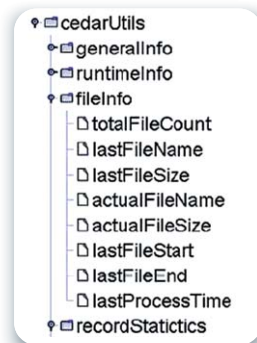 cedarUtils
generalInfo
runtimeInfo
fileInfo
totalFileCount
lastFileName
lastFileSize
actualFileName
actualFileSize
lastFileStart
lastFileEnd
lastProcessTime
recordStatictics